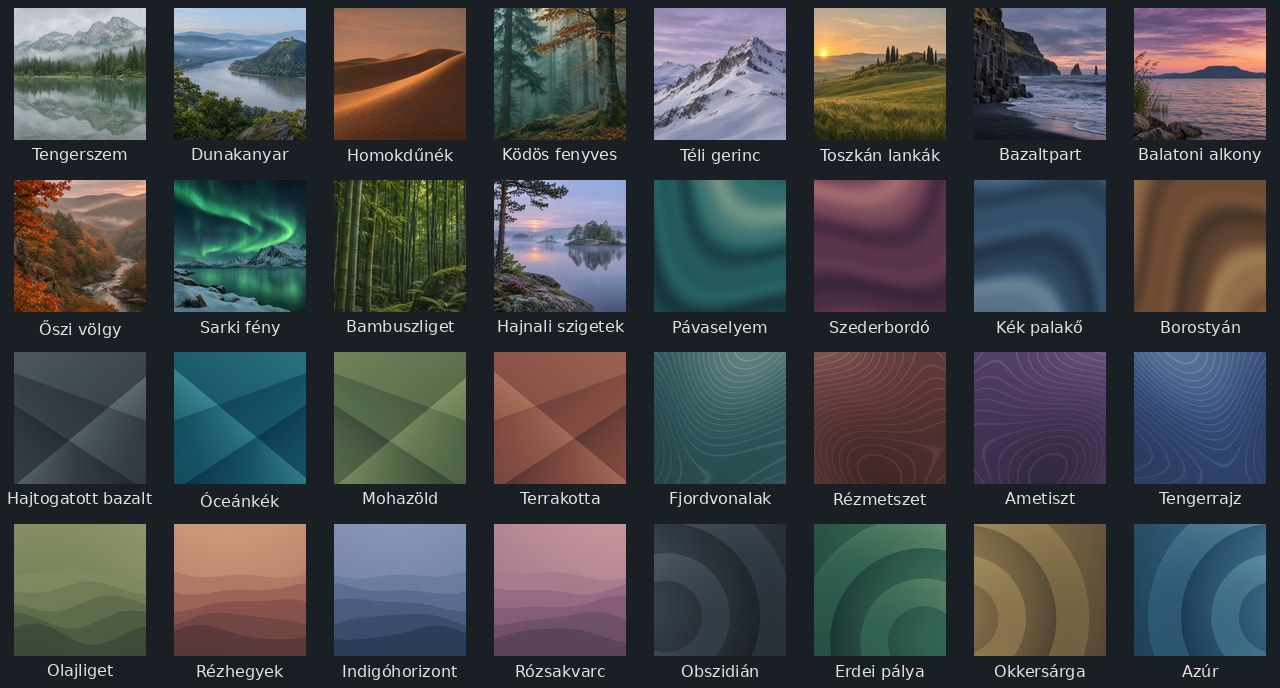 Tengerszem
Dunakanyar
Homokdűnék
Ködös fenyves
Téli gerinc
Toszkán lankák
Bazaltpart
Balatoni alkony
Őszi völgy
Sarki fény
Bambuszliget
Hajnali szigetek
Pávaselyem
Szederbordó
Kék palakő
Borostyán
Hajtogatott bazalt
Óceánkék
Mohazöld
Terrakotta
Fjordvonalak
Rézmetszet
Ametiszt
Tengerrajz
Olajliget
Rézhegyek
Indigóhorizont
Rózsakvarc
Obszidián
Erdei pálya
Okkersárga
Azúr